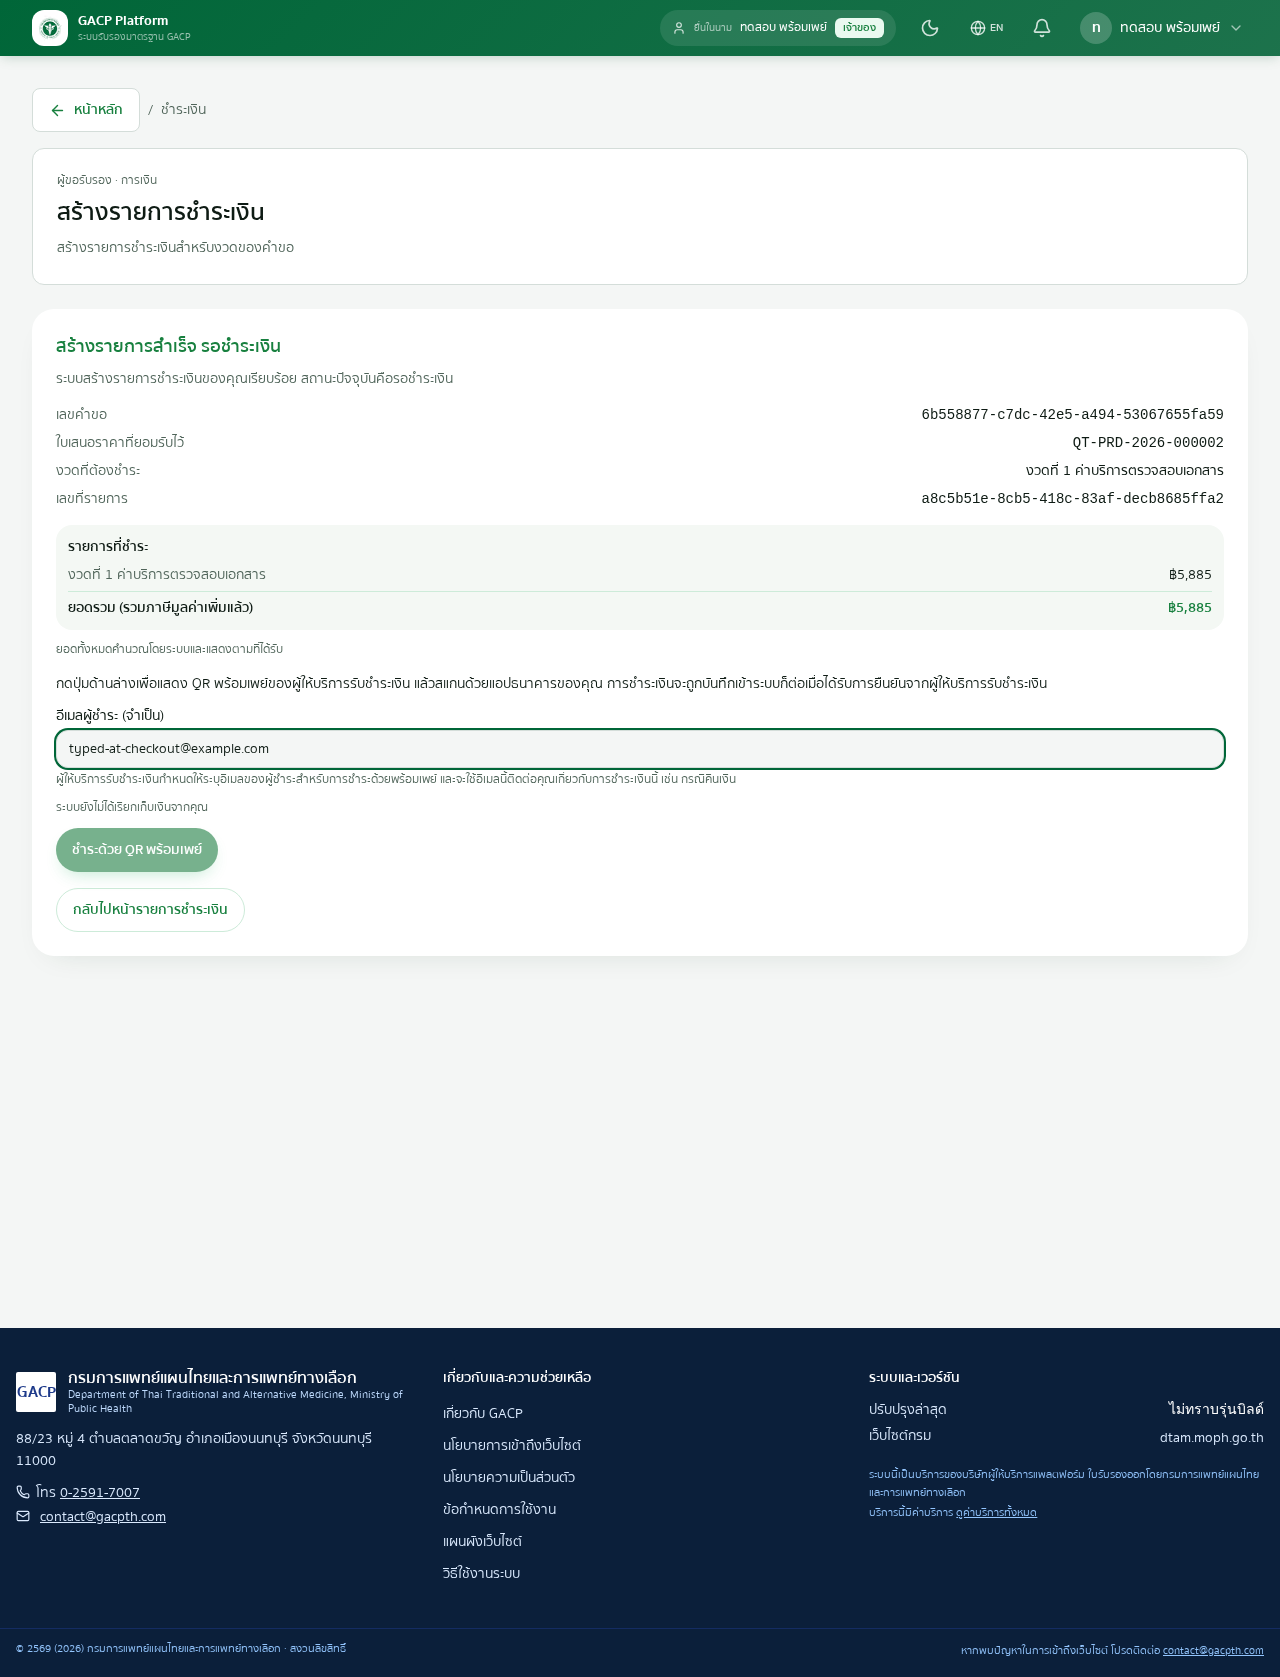 GACP Platform
ระบบรับรองมาตรฐาน GACP
ยื่นในนาม ทดสอบ พร้อมเพย์ เจ้าของ
EN
ท ทดสอบ พร้อมเพย์
หน้าหลัก / ชำระเงิน
ผู้ขอรับรอง · การเงิน
สร้างรายการชำระเงิน
สร้างรายการชำระเงินสำหรับงวดของคำขอ
สร้างรายการสำเร็จ รอชำระเงิน
ระบบสร้างรายการชำระเงินของคุณเรียบร้อย สถานะปัจจุบันคือรอชำระเงิน
เลขคำขอ 6b558877-c7dc-42e5-a494-53067655fa59
ใบเสนอราคาที่ยอมรับไว้ QT-PRD-2026-000002
งวดที่ต้องชำระ งวดที่ 1 ค่าบริการตรวจสอบเอกสาร
เลขที่รายการ a8c5b51e-8cb5-418c-83af-decb8685ffa2
รายการที่ชำระ
งวดที่ 1 ค่าบริการตรวจสอบเอกสาร ฿5,885
ยอดรวม (รวมภาษีมูลค่าเพิ่มแล้ว) ฿5,885
ยอดทั้งหมดคำนวณโดยระบบและแสดงตามที่ได้รับ
กดปุ่มด้านล่างเพื่อแสดง QR พร้อมเพย์ของผู้ให้บริการรับชำระเงิน แล้วสแกนด้วยแอปธนาคารของคุณ การชำระเงินจะถูกบันทึกเข้าระบบก็ต่อเมื่อได้รับการยืนยันจากผู้ให้บริการรับชำระเงิน
อีเมลผู้ชำระ (จำเป็น)
typed-at-checkout@example.com
ผู้ให้บริการรับชำระเงินกำหนดให้ระบุอีเมลของผู้ชำระสำหรับการชำระด้วยพร้อมเพย์ และจะใช้อีเมลนี้ติดต่อคุณเกี่ยวกับการชำระเงินนี้ เช่น กรณีคืนเงิน
ระบบยังไม่ได้เรียกเก็บเงินจากคุณ
ชำระด้วย QR พร้อมเพย์
กลับไปหน้ารายการชำระเงิน
GACP
กรมการแพทย์แผนไทยและการแพทย์ทางเลือก
Department of Thai Traditional and Alternative Medicine, Ministry of
Public Health
88/23 หมู่ 4 ตำบลตลาดขวัญ อำเภอเมืองนนทบุรี จังหวัดนนทบุรี
11000
โทร 0-2591-7007
contact@gacpth.com
เกี่ยวกับและความช่วยเหลือ
เกี่ยวกับ GACP
นโยบายการเข้าถึงเว็บไซต์
นโยบายความเป็นส่วนตัว
ข้อกำหนดการใช้งาน
แผนผังเว็บไซต์
วิธีใช้งานระบบ
ระบบและเวอร์ชัน
ปรับปรุงล่าสุด ไม่ทราบรุ่นบิลด์
เว็บไซต์กรม dtam.moph.go.th
ระบบนี้เป็นบริการของบริษัทผู้ให้บริการแพลตฟอร์ม ใบรับรองออกโดยกรมการแพทย์แผนไทย
และการแพทย์ทางเลือก
บริการนี้มีค่าบริการ ดูค่าบริการทั้งหมด
© 2569 (2026) กรมการแพทย์แผนไทยและการแพทย์ทางเลือก · สงวนลิขสิทธิ์
หากพบปัญหาในการเข้าถึงเว็บไซต์ โปรดติดต่อ contact@gacpth.com